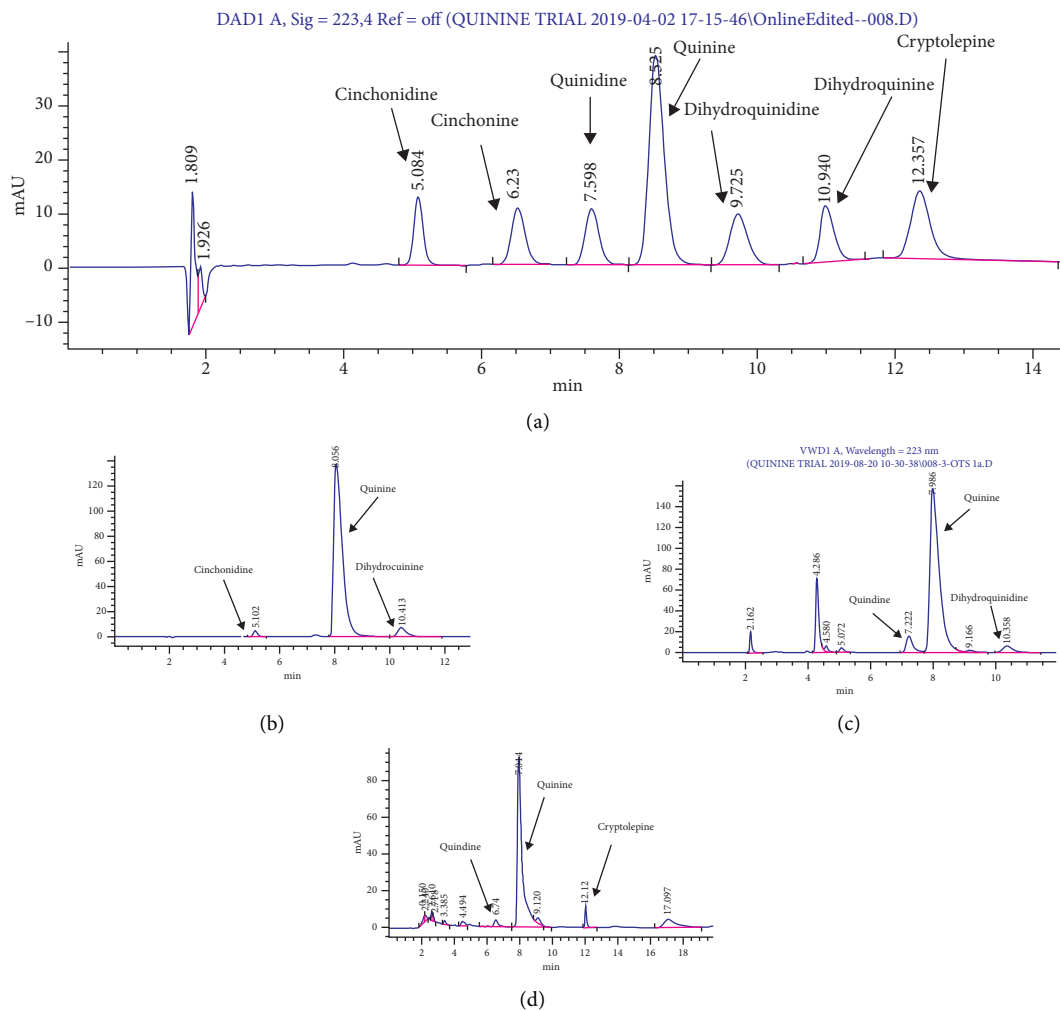 DAD1 A, Sig = 223,4 Ref = off (QUININE TRIAL 2019-04-02 17-15-46\OnlineEdited--008.D)
Cinchonidine
Cinchonine
Quinidine
Quinine
Dihydroquinidine
Dihydroquinine
Cryptolepine
1.809
1.926
5.084
6.23
7.598
8.525
9.725
10.940
12.357
mAU
30
20
10
0
−10
2
4
6
8
10
12
14
min
(a)
8.056
Quinine
Cinchonidine
Dihydrocuinine
5.102
10.413
mAU
120
100
80
60
40
20
0
2
4
6
8
10
12
min
(b)
VWD1 A, Wavelength = 223 nm
(QUININE TRIAL 2019-08-20 10-30-38\008-3-OTS 1a.D
7.986
Quinine
4.286
Quindine
Dihydroquinidine
2.162
4.580
5.072
7.222
9.166
10.358
mAU
140
120
100
80
60
40
20
0
2
4
6
8
10
min
(c)
Quinine
Quindine
Cryptolepine
3.385
4.494
6.74
9.120
12.12
17.097
mAU
80
60
40
20
0
2
4
6
8
10
12
14
16
18
min
(d)